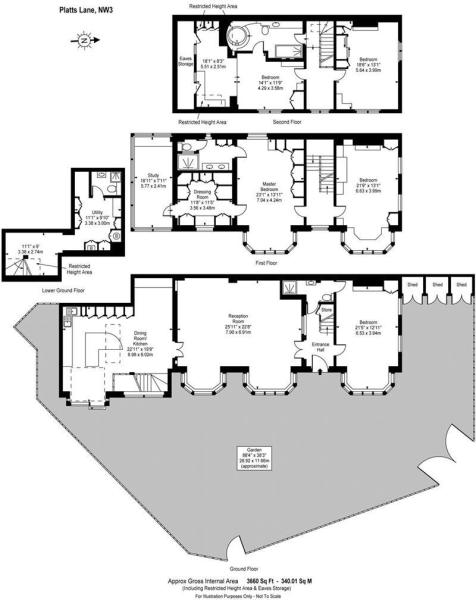 Platts Lane, NW3
N
Restricted Height Area
Eaves
Storage
18'1" x 8'3"
5.51 x 2.51m
Bedroom
14'1" x 11'9"
4.29 x 3.58m
Bedroom
18'6" x 13'1"
5.64 x 3.99m
Restricted Height Area
Second Floor
Study
18'11" x 7'11"
5.77 x 2.41m
Dressing
Room
11'8" x 11'5"
3.56 x 3.48m
Master
Bedroom
23'1" x 13'11"
7.04 x 4.24m
Bedroom
21'9" x 13'1"
6.63 x 3.99m
First Floor
Utility
11'1" x 9'10"
3.38 x 3.00m
11'1" x 9'
3.38 x 2.74m
Restricted
Height Area
Lower Ground Floor
Shed
Shed
Shed
Dining
Room/
Kitchen
22'11" x 19'9"
6.98 x 6.02m
Reception
Room
25'11" x 22'8"
7.90 x 6.91m
Store
Entrance
Hall
Bedroom
21'5" x 12'11"
6.53 x 3.94m
Garden
88'4" x 38'3"
26.92 x 11.66m
(approximate)
Ground Floor
Approx Gross Internal Area 3660 Sq Ft - 340.01 Sq M
(Including Restricted Height Area & Eaves Storage)
For Illustration Purposes Only - Not To Scale